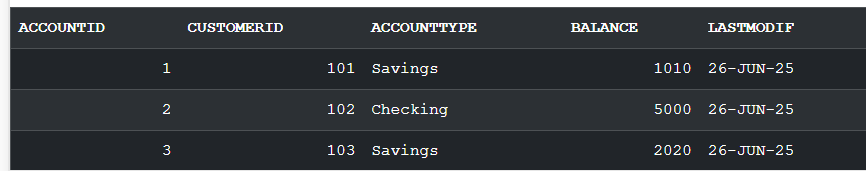 ACCOUNTID CUSTOMERID ACCOUNTTYPE BALANCE LASTMODIF
1 101 Savings 1010 26-JUN-25
2 102 Checking 5000 26-JUN-25
3 103 Savings 2020 26-JUN-25